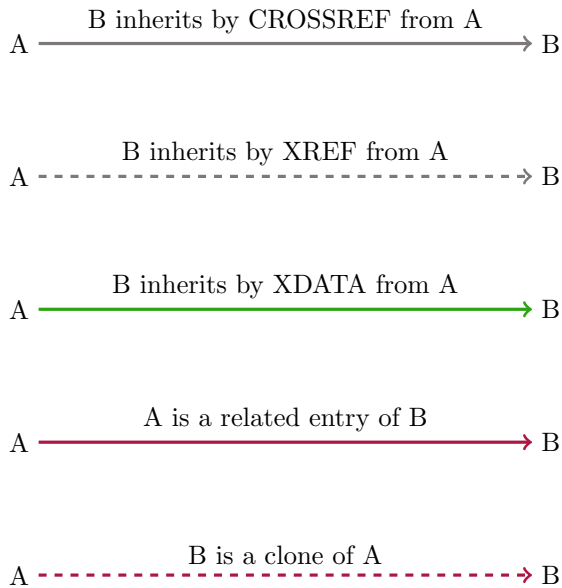 B inherits by CROSSREF from A
A B
B inherits by XREF from A
A B
B inherits by XDATA from A
A B
A is a related entry of B
A B
B is a clone of A
A B